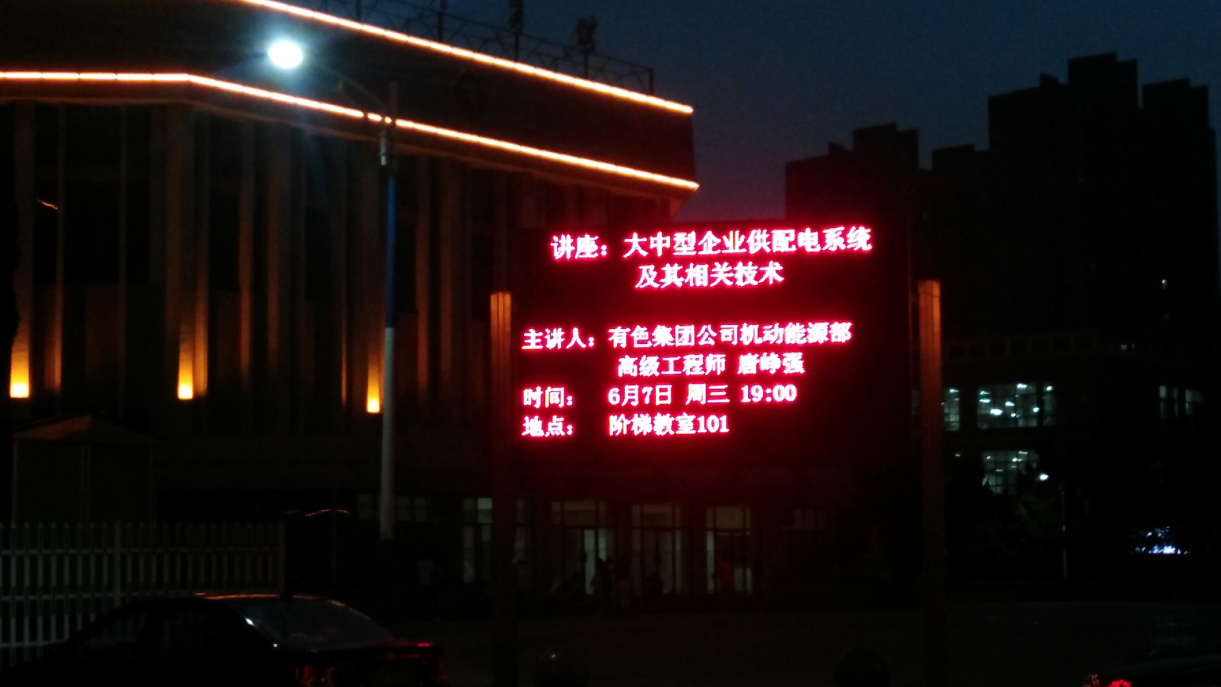 讲座：大中型企业供配电系统
及其相关技术
主讲人：有色集团公司机动能源部
高级工程师 唐峥强
时间： 6月7日 周三 19:00
地点： 阶梯教室101